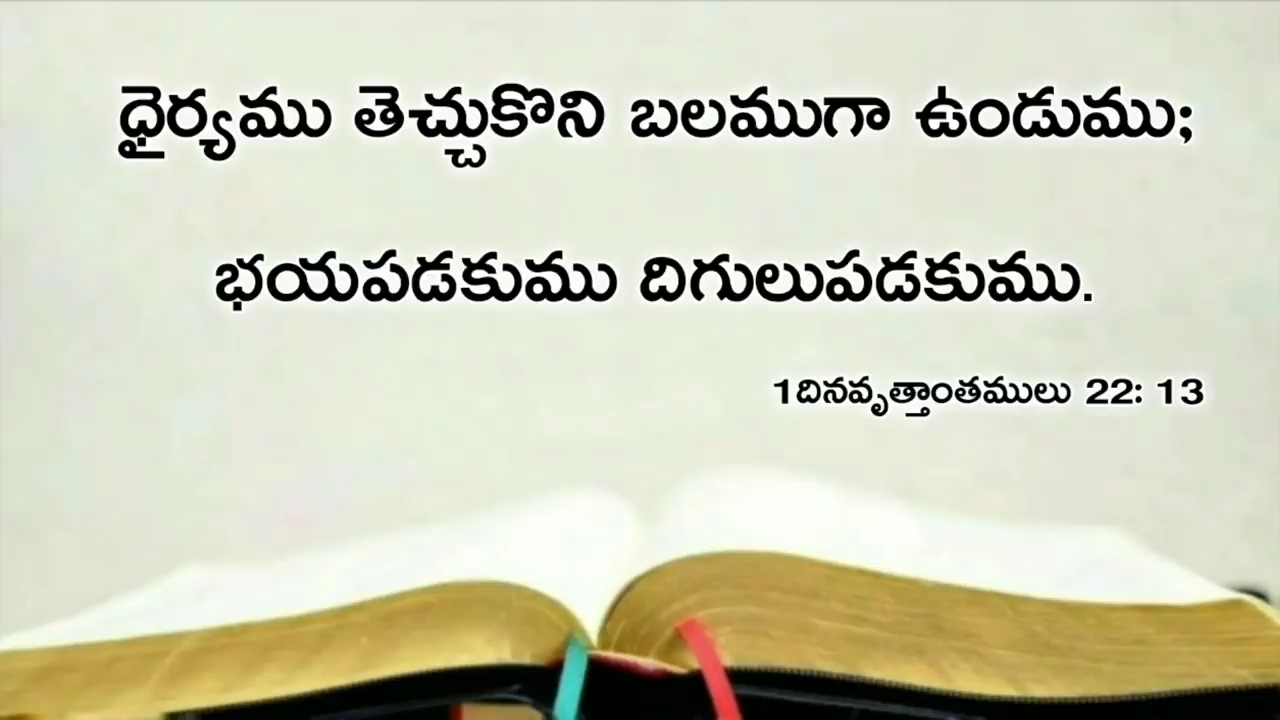 ధైర్యము తెచ్చుకొని బలముగా ఉండుము;
భయపడకుము దిగులుపడకుము.
1దినవృత్తాంతములు 22: 13